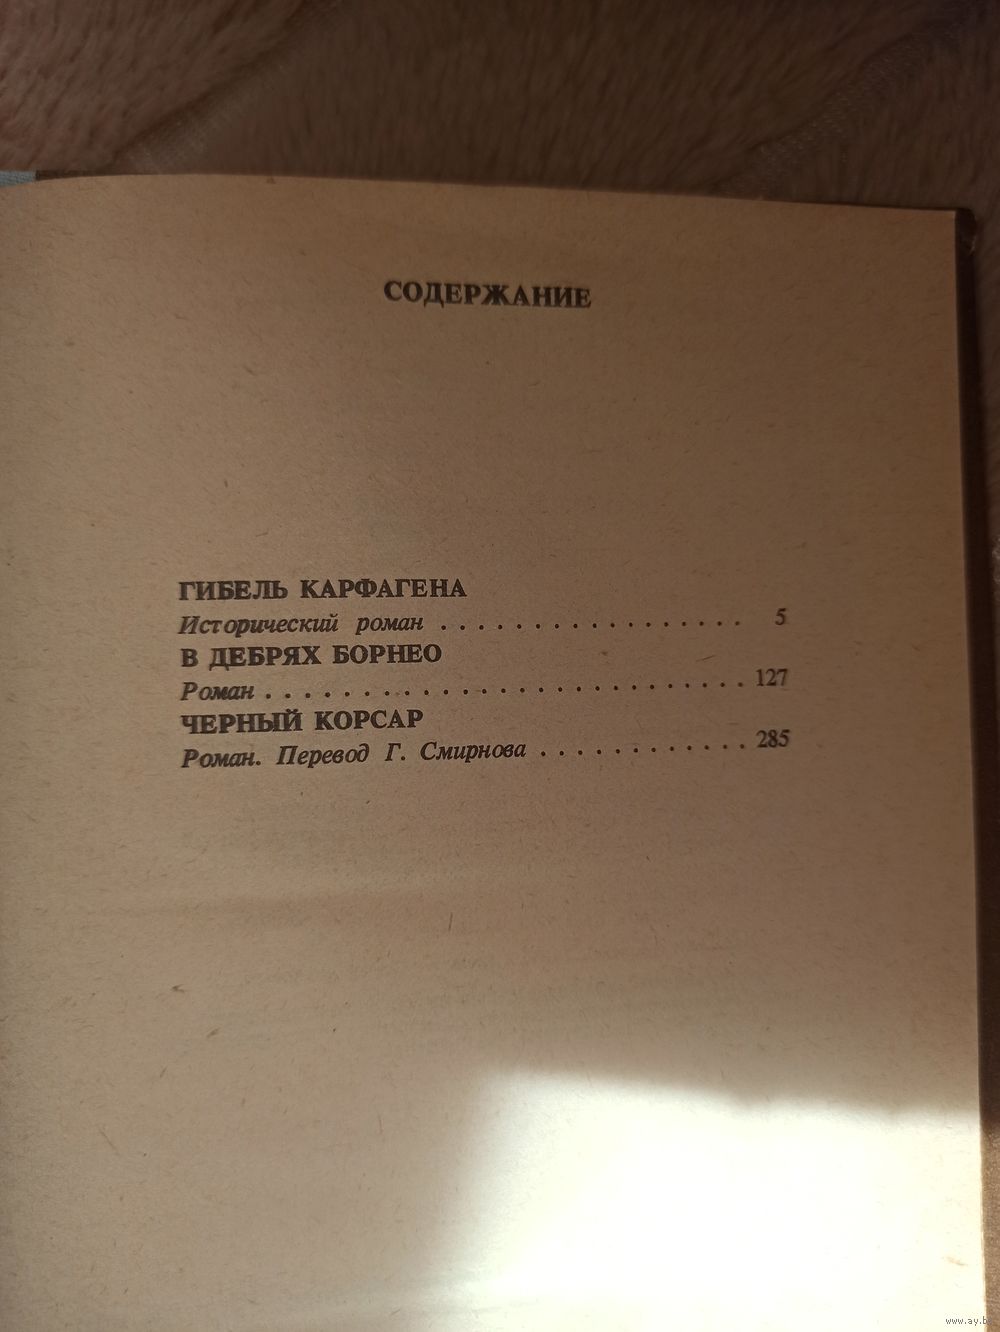 СОДЕРЖАНИЕ
ГИБЕЛЬ КАРФАГЕНА
Исторический роман . . . . . . . . . . . . . . . . . 5
В ДЕБРЯХ БОРНЕО
Роман . . . . . . . . . . . . . . . . . . . . . . . . . 127
ЧЕРНЫЙ КОРСАР
Роман. Перевод Г. Смирнова . . . . . . . . . . . . 285